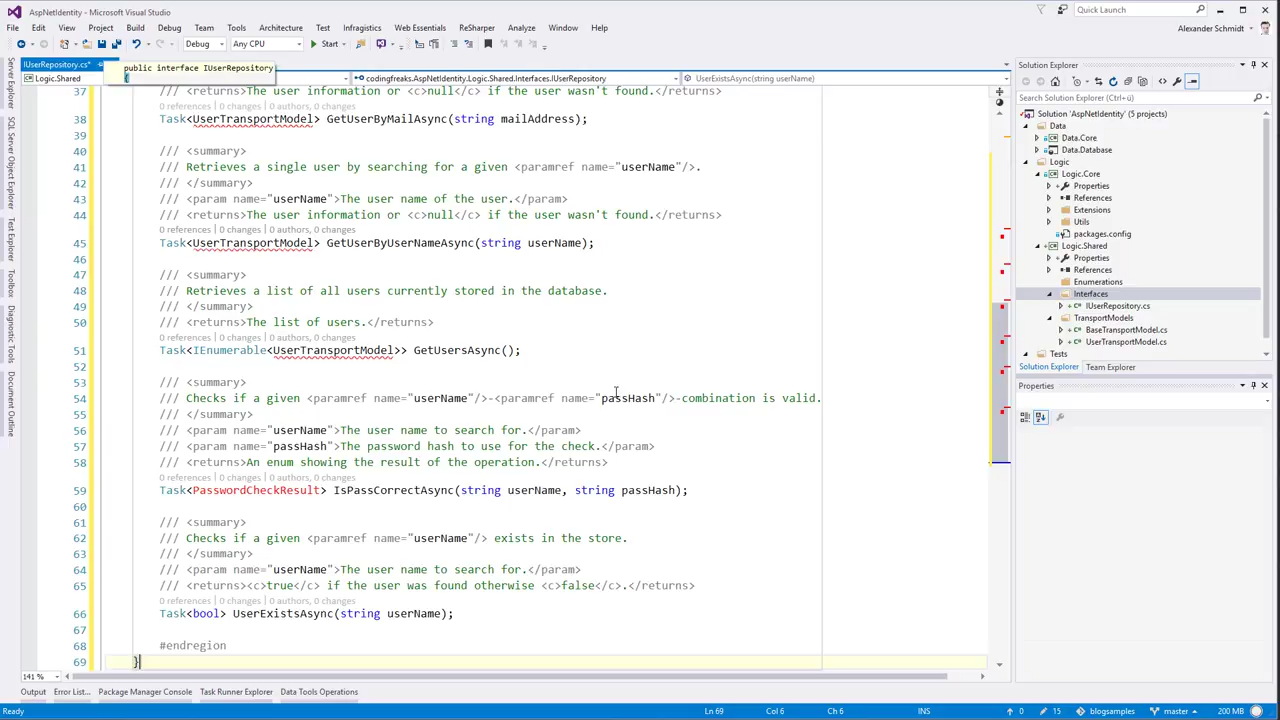 AspNetIdentity - Microsoft Visual Studio
Quick Launch (Ctrl+Q)
File Edit View Project Build Debug Team Tools Architecture Test Infragistics Web Essentials ReSharper Analyze Window Help
Alexander Schmidt
Debug Any CPU Start
IUserRepository.cs*
public interface IUserRepository
{
Logic.Shared
codingfreaks.AspNetIdentity.Logic.Shared.Interfaces.IUserRepository
UserExistsAsync(string userName)
37 /// <returns>The user information or <c>null</c> if the user wasn't found.</returns>
0 references | 0 changes | 0 authors, 0 changes
38 Task<UserTransportModel> GetUserByMailAsync(string mailAddress);
39
40 /// <summary>
41 /// Retrieves a single user by searching for a given <paramref name="userName"/>.
42 /// </summary>
43 /// <param name="userName">The user name of the user.</param>
44 /// <returns>The user information or <c>null</c> if the user wasn't found.</returns>
0 references | 0 changes | 0 authors, 0 changes
45 Task<UserTransportModel> GetUserByUserNameAsync(string userName);
46
47 /// <summary>
48 /// Retrieves a list of all users currently stored in the database.
49 /// </summary>
50 /// <returns>The list of users.</returns>
0 references | 0 changes | 0 authors, 0 changes
51 Task<IEnumerable<UserTransportModel>> GetUsersAsync();
52
53 /// <summary>
54 /// Checks if a given <paramref name="userName"/>-<paramref name="passHash"/>-combination is valid.
55 /// </summary>
56 /// <param name="userName">The user name to search for.</param>
57 /// <param name="passHash">The password hash to use for the check.</param>
58 /// <returns>An enum showing the result of the operation.</returns>
0 references | 0 changes | 0 authors, 0 changes
59 Task<PasswordCheckResult> IsPassCorrectAsync(string userName, string passHash);
60
61 /// <summary>
62 /// Checks if a given <paramref name="userName"/> exists in the store.
63 /// </summary>
64 /// <param name="userName">The user name to search for.</param>
65 /// <returns><c>true</c> if the user was found otherwise <c>false</c>.</returns>
0 references | 0 changes | 0 authors, 0 changes
66 Task<bool> UserExistsAsync(string userName);
67
68 #endregion
69 }
141 %
Server Explorer
SQL Server Object Explorer
Test Explorer
Toolbox
Diagnostic Tools
Document Outline
Solution Explorer
Search Solution Explorer (Ctrl+ü)
Solution 'AspNetIdentity' (5 projects)
Data
Data.Core
Data.Database
Logic
Logic.Core
Properties
References
Extensions
Utils
packages.config
Logic.Shared
Properties
References
Enumerations
Interfaces
IUserRepository.cs
TransportModels
BaseTransportModel.cs
UserTransportModel.cs
Tests
Solution Explorer Team Explorer
Properties
Output Error List... Package Manager Console Task Runner Explorer Data Tools Operations
Ready Ln 69 Col 6 Ch 6 INS 0 15 blogsamples master 200 MB